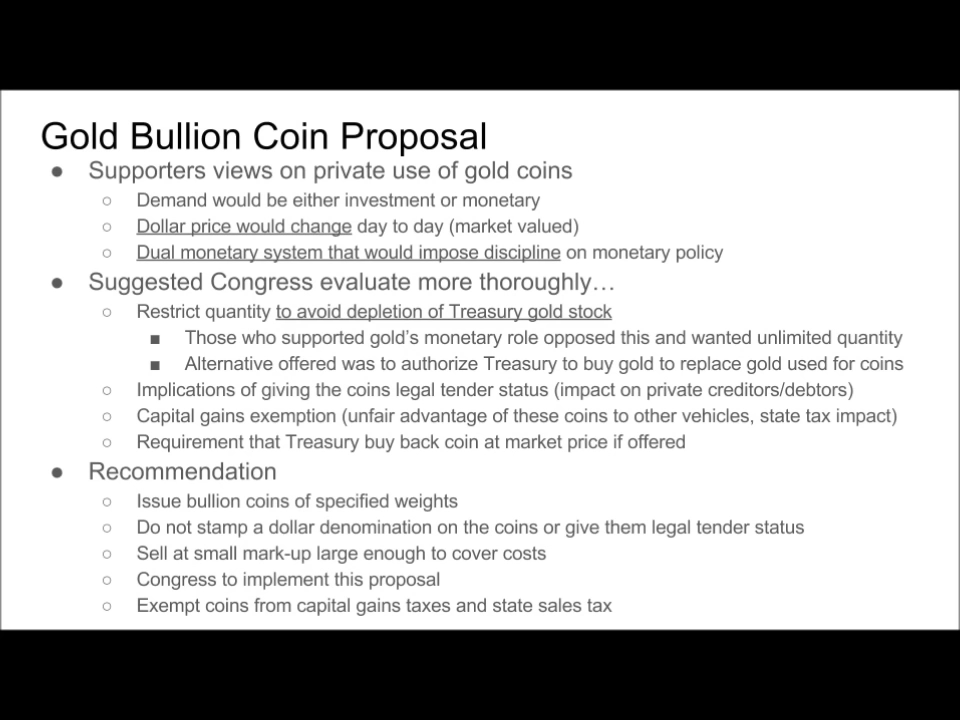 Gold Bullion Coin Proposal
● Supporters views on private use of gold coins
○ Demand would be either investment or monetary
○ Dollar price would change day to day (market valued)
○ Dual monetary system that would impose discipline on monetary policy
● Suggested Congress evaluate more thoroughly…
○ Restrict quantity to avoid depletion of Treasury gold stock
■ Those who supported gold's monetary role opposed this and wanted unlimited quantity
■ Alternative offered was to authorize Treasury to buy gold to replace gold used for coins
○ Implications of giving the coins legal tender status (impact on private creditors/debtors)
○ Capital gains exemption (unfair advantage of these coins to other vehicles, state tax impact)
○ Requirement that Treasury buy back coin at market price if offered
● Recommendation
○ Issue bullion coins of specified weights
○ Do not stamp a dollar denomination on the coins or give them legal tender status
○ Sell at small mark-up large enough to cover costs
○ Congress to implement this proposal
○ Exempt coins from capital gains taxes and state sales tax